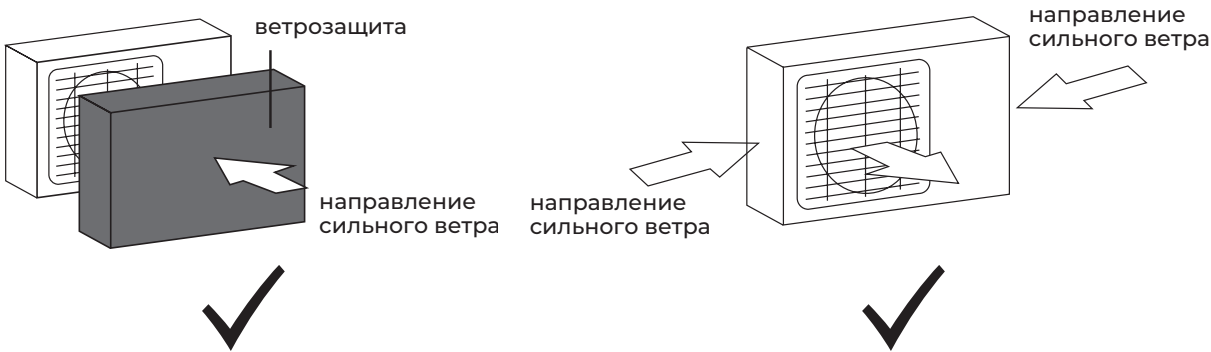 ветрозащита
направление
сильного ветра
направление
сильного ветра
направление
сильного ветра